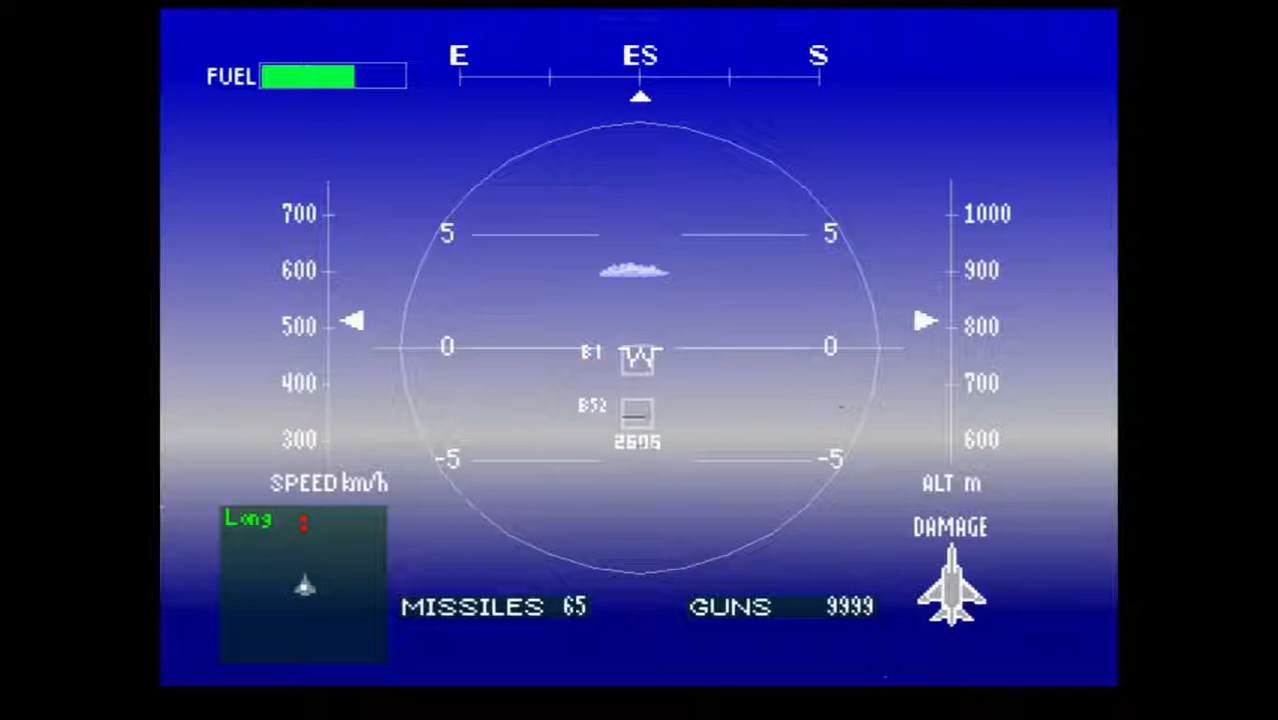 E ES S
FUEL
700 1000
5 5
600 900
500 800
0 0
B1
400 700
B52
300 600
2605
-5 -5
SPEED km/h ALT m
Long
DAMAGE
MISSILES 65 GUNS 9999